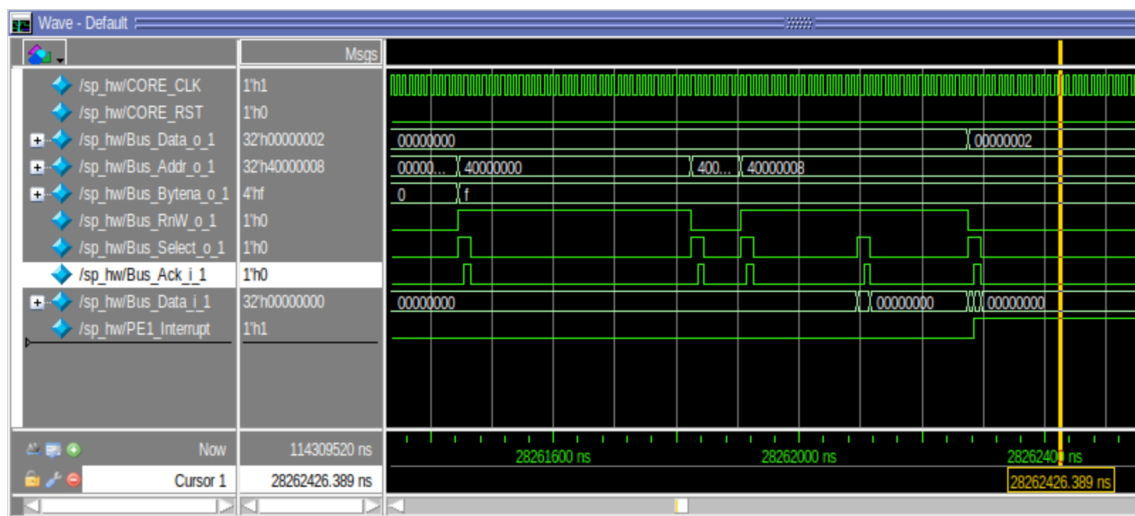 Wave - Default
Msgs
/sp_hw/CORE_CLK 1'h1
/sp_hw/CORE_RST 1'h0
/sp_hw/Bus_Data_o_1 32'h00000002 00000000 00000002
/sp_hw/Bus_Addr_o_1 32'h40000008 00000... 40000000 400... 40000008
/sp_hw/Bus_Bytena_o_1 4'hf 0 f
/sp_hw/Bus_RnW_o_1 1'h0
/sp_hw/Bus_Select_o_1 1'h0
/sp_hw/Bus_Ack_i_1 1'h0
/sp_hw/Bus_Data_i_1 32'h00000000 00000000 00000000 00000000
/sp_hw/PE1_Interrupt 1'h1
Now 114309520 ns 28261600 ns 28262000 ns 28262400 ns
Cursor 1 28262426.389 ns 28262426.389 ns